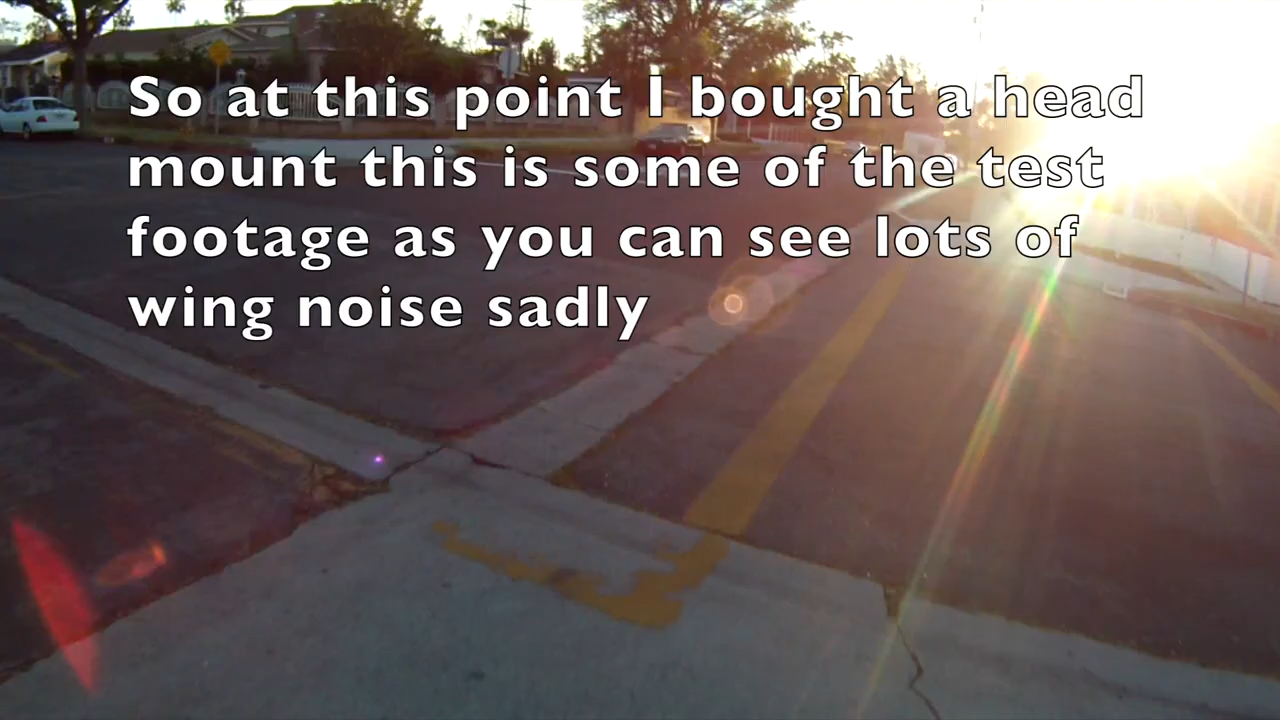 So at this point I bought a head
mount this is some of the test
footage as you can see lots of
wing noise sadly